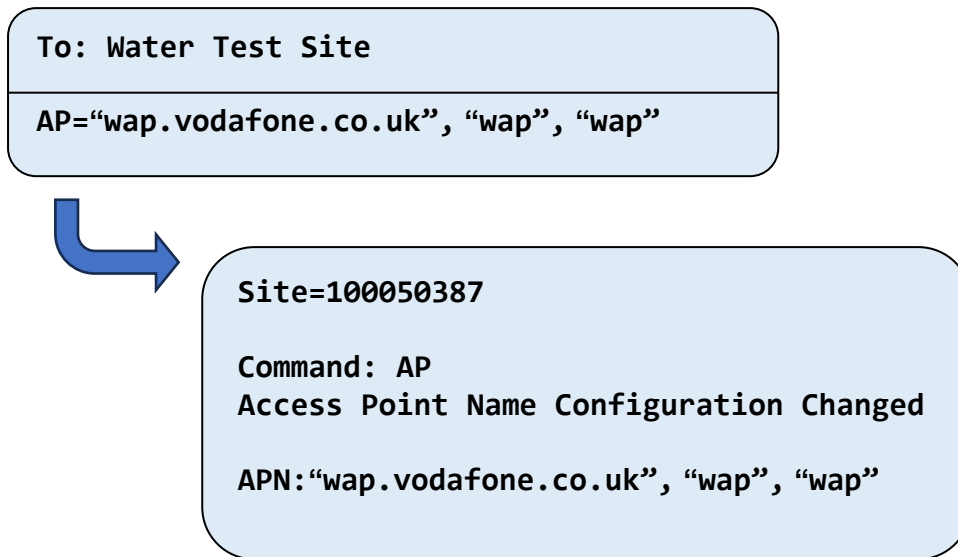 To: Water Test Site
AP=“wap.vodafone.co.uk”, “wap”, “wap”
Site=100050387
Command: AP
Access Point Name Configuration Changed
APN:“wap.vodafone.co.uk”, “wap”, “wap”